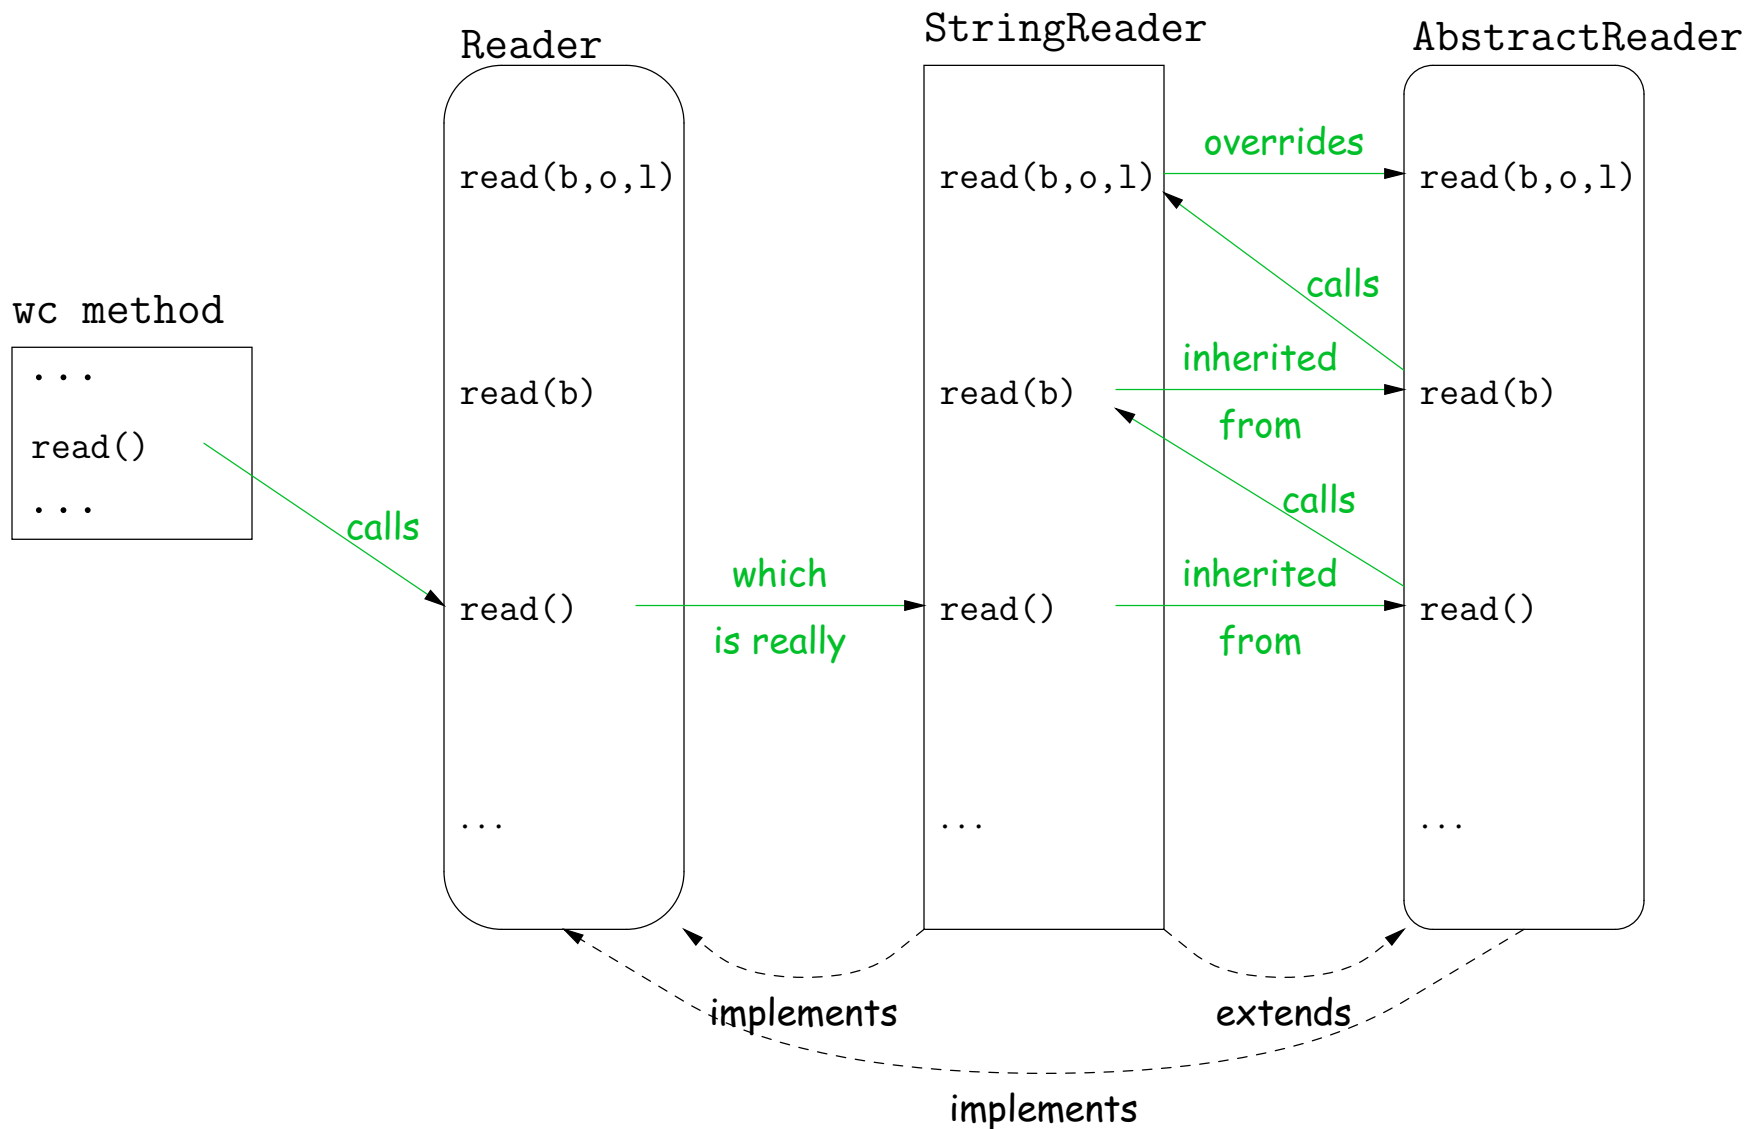 Reader
StringReader
AbstractReader
overrides
read(b,o,l)
read(b,o,l)
read(b,o,l)
calls
wc method
...
inherited
read(b)
read(b)
read(b)
from
read()
calls
...
calls
which
inherited
read()
read()
read()
is really
from
...
...
...
implements
extends
implements